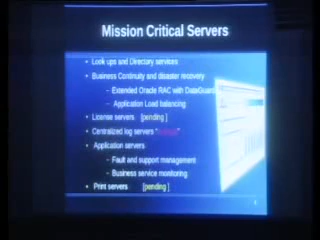 Mission Critical Servers
• Look ups and Directory services
• Business Continuity and disaster recovery
– Extended Oracle RAC with DataGuard
– Application Load balancing
• License servers [pending ]
• Centralized log servers "
• Application servers
– Fault and support management
– Business service monitoring
• Print servers [pending ]